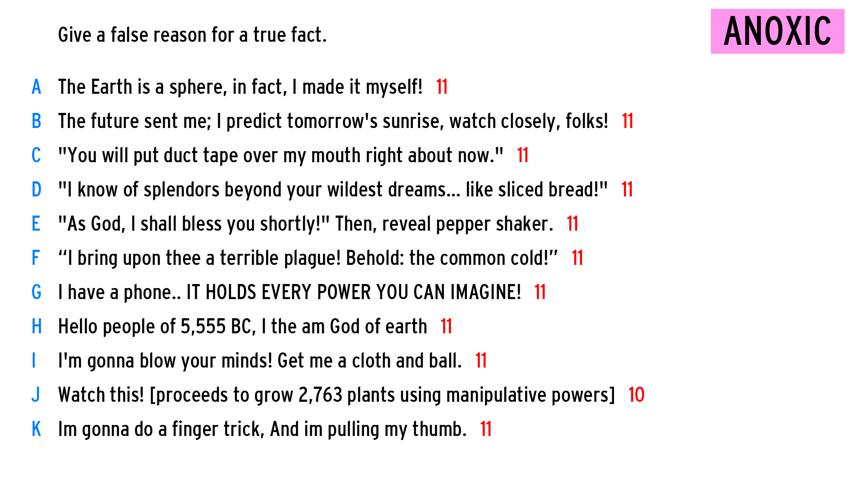 Give a false reason for a true fact.
ANOXIC
A The Earth is a sphere, in fact, I made it myself! 11
B The future sent me; I predict tomorrow's sunrise, watch closely, folks! 11
C "You will put duct tape over my mouth right about now." 11
D "I know of splendors beyond your wildest dreams... like sliced bread!" 11
E "As God, I shall bless you shortly!" Then, reveal pepper shaker. 11
F “I bring upon thee a terrible plague! Behold: the common cold!” 11
G I have a phone.. IT HOLDS EVERY POWER YOU CAN IMAGINE! 11
H Hello people of 5,555 BC, I the am God of earth 11
I I'm gonna blow your minds! Get me a cloth and ball. 11
J Watch this! [proceeds to grow 2,763 plants using manipulative powers] 10
K Im gonna do a finger trick, And im pulling my thumb. 11